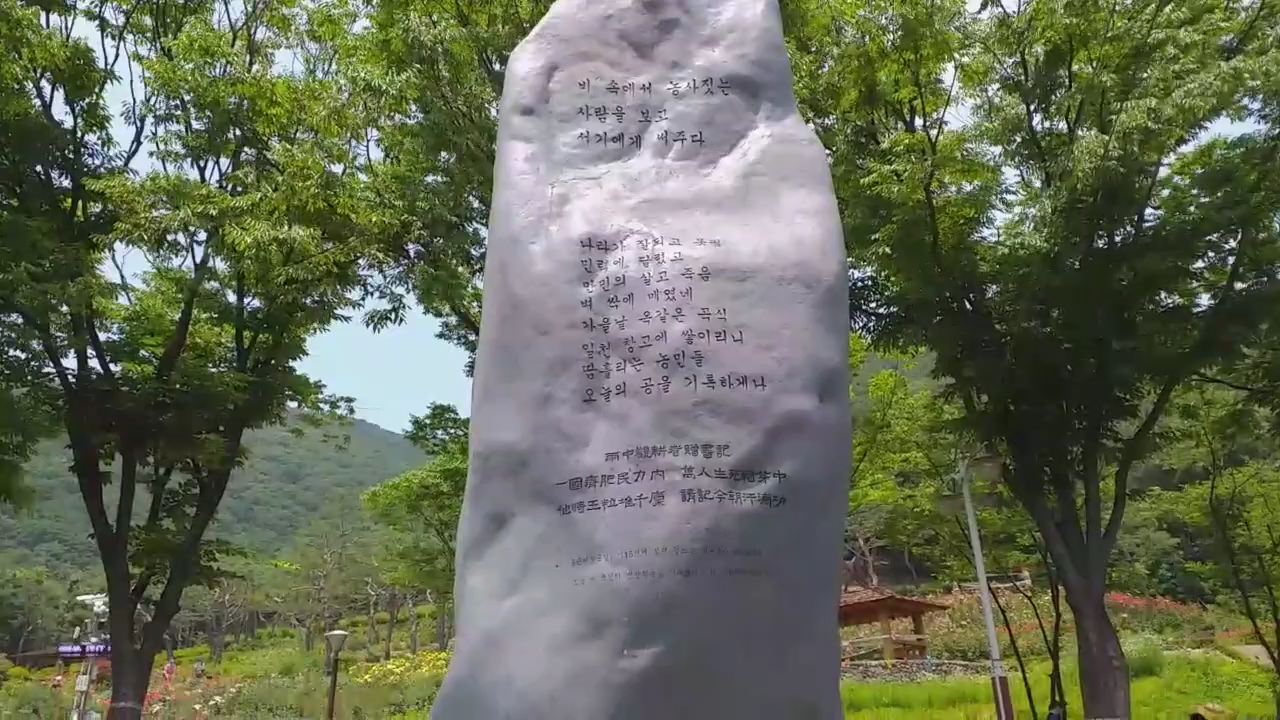 비 속에서 농사짓는
사람을 보고
서기에게 써주다
나라가 잘되고 못됨
민력에 달렸고
만민의 살고 죽음
벼 싹에 매였네
가을날 옥같은 곡식
일천 창고에 쌓이리니
땀흘리는 농민들
오늘의 공을 기록하게나
雨中觀耕者贈書記
一國濟肥民力內 萬人生死稻芽中
他時玉粒堆千廩 請記今朝汗滴功